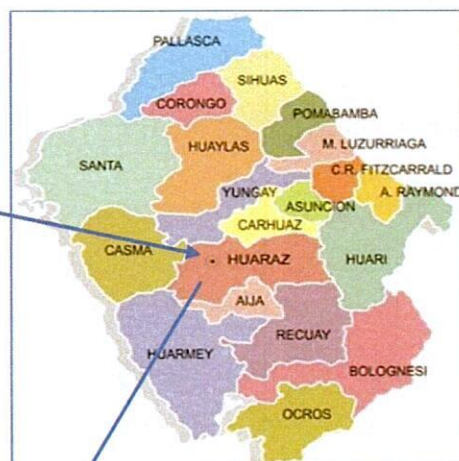 PALLASCA
SIHUAS
CORONGO
POMABAMBA
M. LUZURRIAGA
HUAYLAS
SANTA
C.R. FITZCARRALD
YUNGAY
A. RAYMOND
ASUNCION
CARHUAZ
CASMA
HUARAZ
HUARI
AIJA
RECUAY
HUARMEY
BOLOGNESI
OCROS